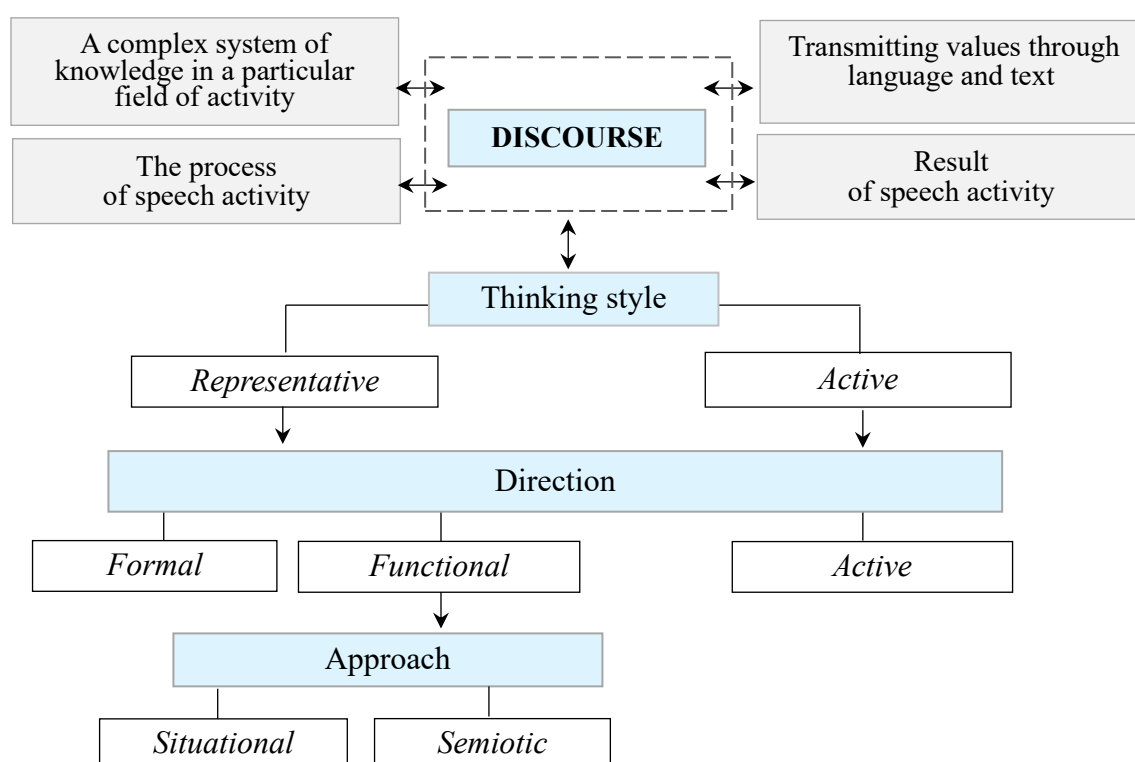 A complex system of
knowledge in a particular
field of activity
Transmitting values through
language and text
DISCOURSE
The process
of speech activity
Result
of speech activity
Thinking style
Representative
Active
Direction
Formal
Functional
Active
Approach
Situational
Semiotic